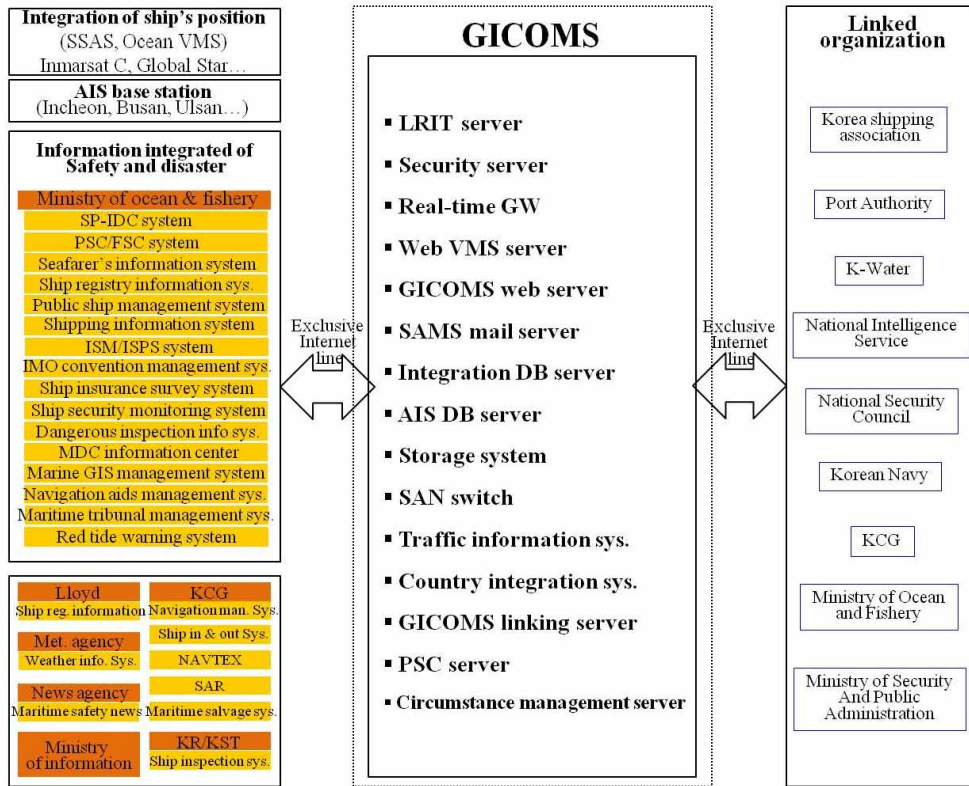 Integration of ship's position
(SSAS, Ocean VMS)
Inmarsat C, Global Star…
AIS base station
(Incheon, Busan, Ulsan…)
Information integrated of
Safety and disaster
Ministry of ocean & fishery
SP-IDC system
PSC/FSC system
Seafarer's information system
Ship registry information sys.
Public ship management system
Shipping information system
ISM/ISPS system
IMO convention management sys.
Ship insurance survey system
Ship security monitoring system
Dangerous inspection info sys.
MDC information center
Marine GIS management system
Navigation aids management sys.
Maritime tribunal management sys.
Red tide warning system
Lloyd
Ship reg. information
Met. agency
Weather info. Sys.
News agency
Maritime safety news
Ministry
of information
KCG
Navigation man. Sys.
Ship in & out Sys.
NAVTEX
SAR
Maritime salvage sys.
KR/KST
Ship inspection sys.
Exclusive
Internet
line
GICOMS
▪ LRIT server
▪ Security server
▪ Real-time GW
▪ Web VMS server
▪ GICOMS web server
▪ SAMS mail server
▪ Integration DB server
▪ AIS DB server
▪ Storage system
▪ SAN switch
▪ Traffic information sys.
▪ Country integration sys.
▪ GICOMS linking server
▪ PSC server
▪ Circumstance management server
Exclusive
Internet
line
Linked
organization
Korea shipping
association
Port Authority
K-Water
National Intelligence
Service
National Security
Council
Korean Navy
KCG
Ministry of Ocean
and Fishery
Ministry of Security
And Public
Administration